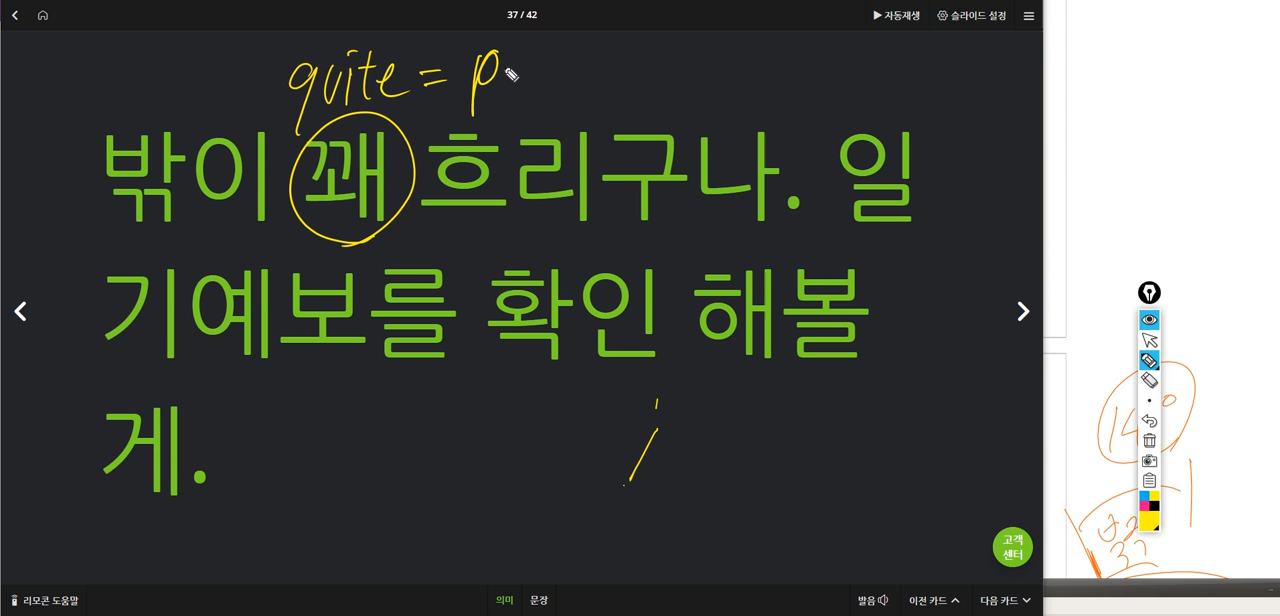 37 / 42
자동재생
슬라이드 설정
quite = p
밖이 꽤 흐리구나. 일
기예보를 확인 해볼
게.
고객
센터
리모콘 도움말
의미
문장
발음
이전 카드
다음 카드